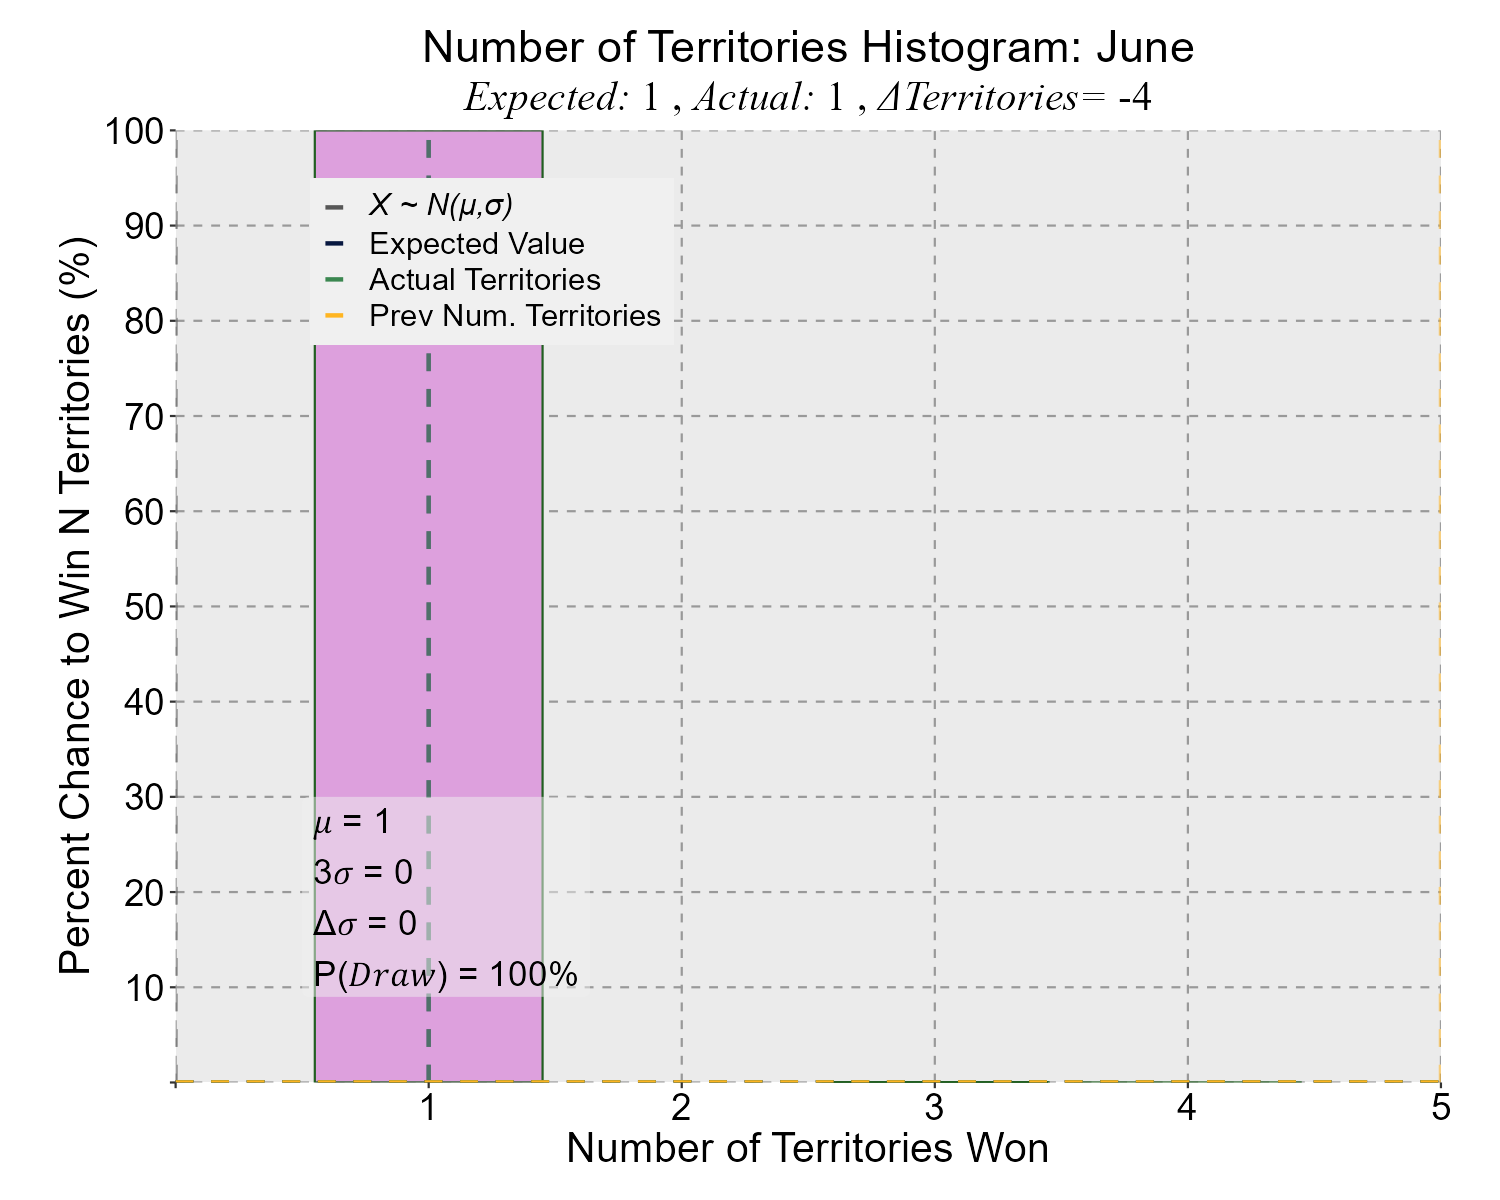 Number of Territories Histogram: June
Expected: 1 , Actual: 1 , ΔTerritories= -4
Percent Chance to Win N Territories (%)
100
90
80
70
60
50
40
30
20
10
X ~ N(μ,σ)
Expected Value
Actual Territories
Prev Num. Territories
μ = 1
3σ = 0
Δσ = 0
P(Draw) = 100%
1 2 3 4 5
Number of Territories Won